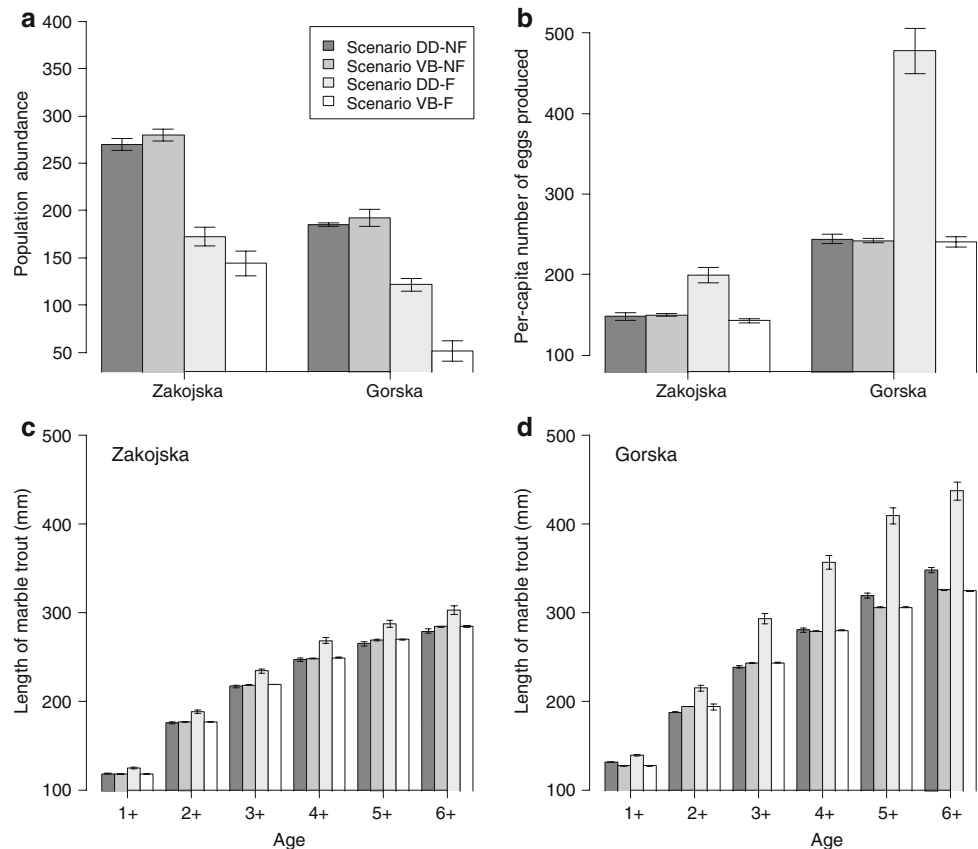 a
400
350
300
250
200
150
100
50
Population abundance
Scenario DD-NF
Scenario VB-NF
Scenario DD-F
Scenario VB-F
Zakojska
Gorska
b
500
400
300
200
100
Per-capita number of eggs produced
Zakojska
Gorska
c
Zakojska
500
400
300
200
100
Length of marble trout (mm)
1+ 2+ 3+ 4+ 5+ 6+
Age
d
Gorska
500
400
300
200
100
Length of marble trout (mm)
1+ 2+ 3+ 4+ 5+ 6+
Age